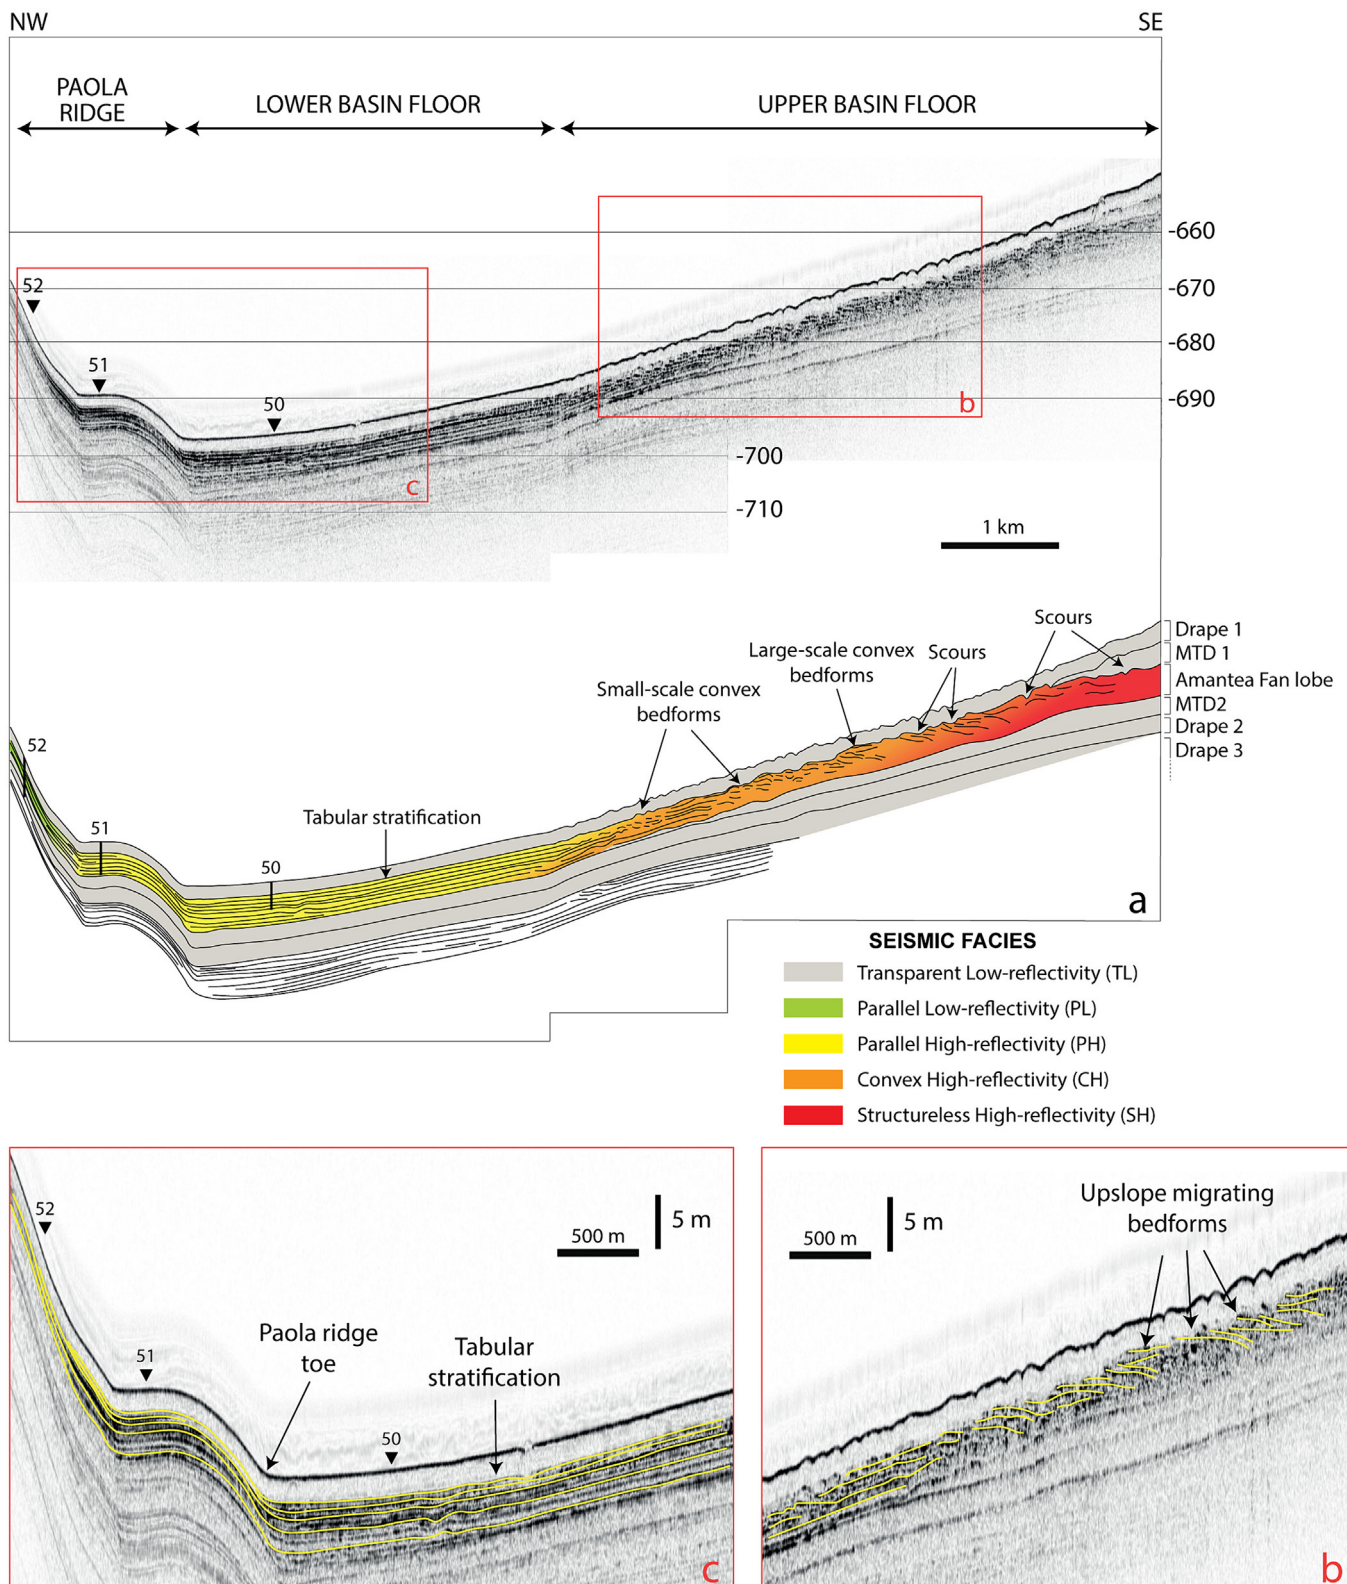 NW
SE
PAOLA
RIDGE
LOWER BASIN FLOOR
UPPER BASIN FLOOR
-660
52
-670
-680
51
-690
b
50
-700
c
-710
1 km
Scours
Drape 1
Large-scale convex
bedforms
Scours
MTD 1
Small-scale convex
bedforms
Amantea Fan lobe
MTD2
Drape 2
52
Drape 3
Tabular stratification
51
50
a
SEISMIC FACIES
Transparent Low-reflectivity (TL)
Parallel Low-reflectivity (PL)
Parallel High-reflectivity (PH)
Convex High-reflectivity (CH)
Structureless High-reflectivity (SH)
52
5 m
500 m
Paola ridge
toe
51
Tabular
stratification
50
c
Upslope migrating
bedforms
5 m
500 m
b